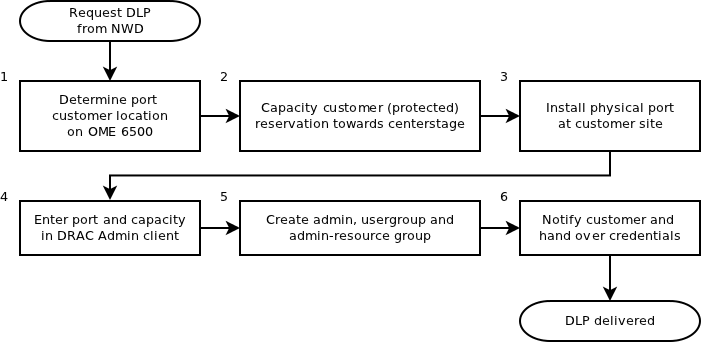 Request DLP
from NWD
1
Determine port
customer location
on OME 6500
2
Capacity customer (protected)
reservation towards centerstage
3
Install physical port
at customer site
4
Enter port and capacity
in DRAC Admin client
5
Create admin, usergroup and
admin-resource group
6
Notify customer and
hand over credentials
DLP delivered